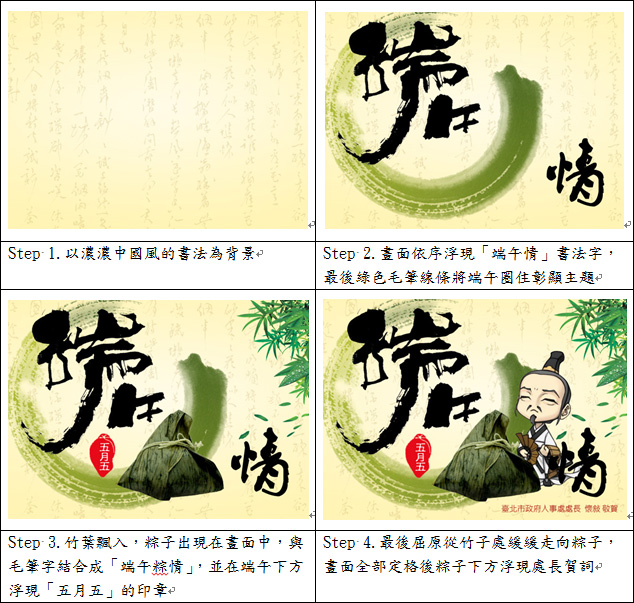 Step 1.以濃濃中國風的書法為背景
端午
情
Step 2.畫面依序浮現「端午情」書法字，
最後綠色毛筆線條將端午圈住彰顯主題
端午
五月五
情
Step 3.竹葉飄入，粽子出現在畫面中，與
毛筆字結合成「端午粽情」，並在端午下方
浮現「五月五」的印章
端午
五月五
情
臺北市政府人事處處長 懷敍 敬賀
Step 4.最後屈原從竹子處緩緩走向粽子，
畫面全部定格後粽子下方浮現處長賀詞